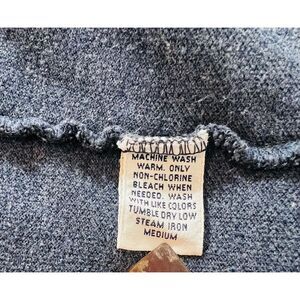 MACHINE WASH
WARM. ONLY
NON-CHLORINE
BLEACH WHEN
NEEDED. WASH
WITH LIKE COLORS
TUMBLE DRY LOW
STEAM IRON
MEDIUM